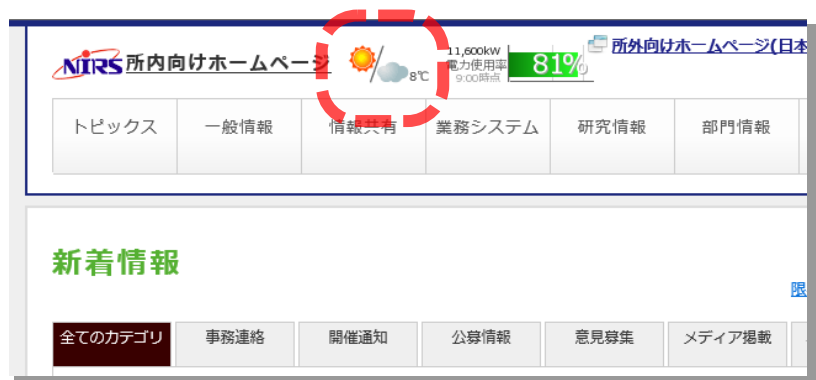 NIRS 所内向けホームページ
8℃
11,600kW
電力使用率
9:00時点
81%
所外向けホームページ(日本
トピックス
一般情報
情報共有
業務システム
研究情報
部門情報
新着情報
限
全てのカテゴリ
事務連絡
開催通知
公募情報
意見募集
メディア掲載